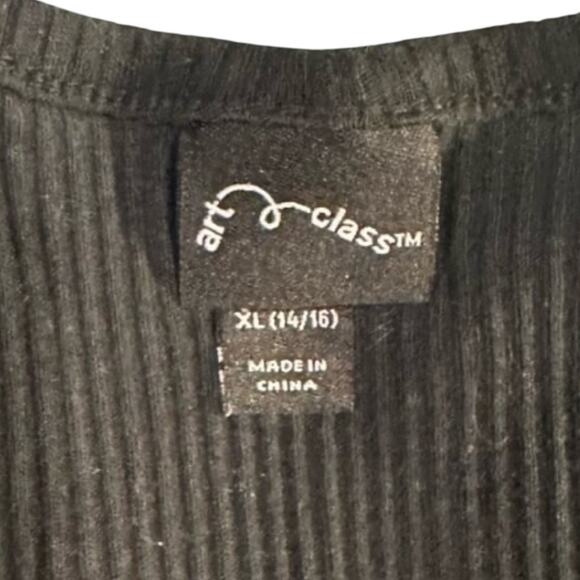 art class™
XL (14/16)
MADE IN
CHINA